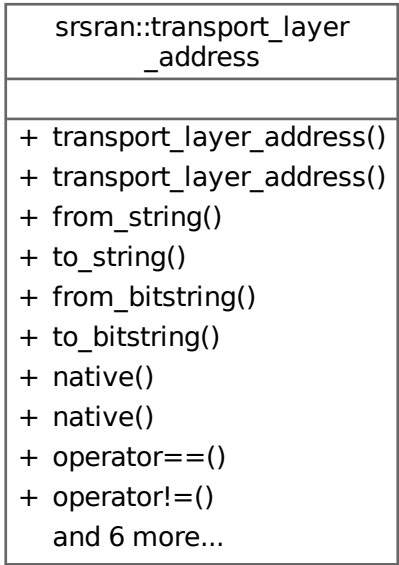 srsran::transport_layer
_address
+ transport_layer_address()
+ transport_layer_address()
+ from_string()
+ to_string()
+ from_bitstring()
+ to_bitstring()
+ native()
+ native()
+ operator==()
+ operator!=()
and 6 more...